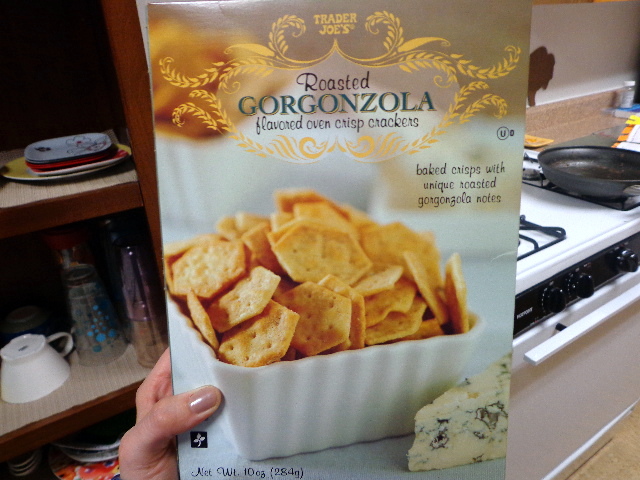 TRADER
JOE'S
Roasted
GORGONZOLA
flavored oven crisp crackers
U D
baked crisps with
unique roasted
gorgonzola notes
Net Wt. 10oz (284g)